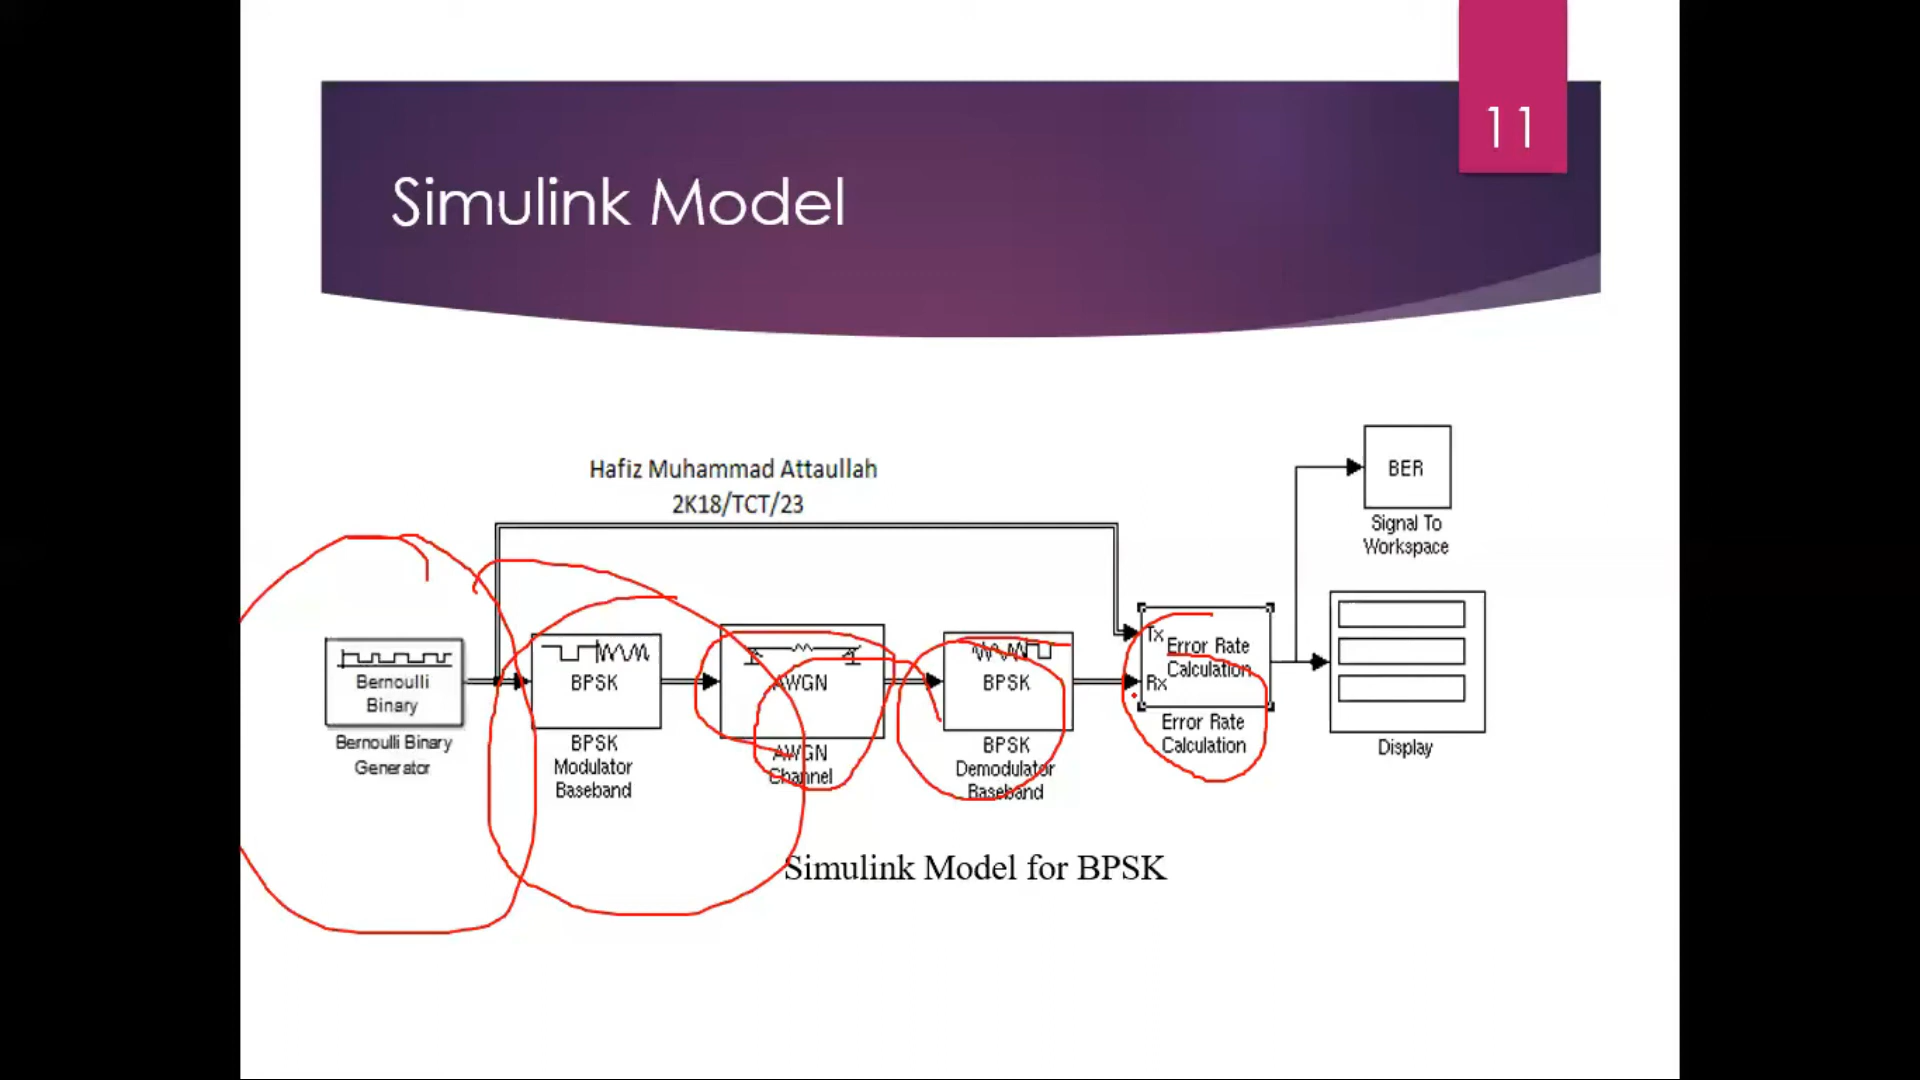 11
Simulink Model
Hafiz Muhammad Attaullah
2K18/TCT/23
BER
Signal To
Workspace
Bernoulli
Binary
Bernoulli Binary
Generator
BPSK
BPSK
Modulator
Baseband
AWGN
AWGN
Channel
BPSK
BPSK
Demodulator
Baseband
Tx
Rx
Error Rate
Calculation
Error Rate
Calculation
Display
Simulink Model for BPSK